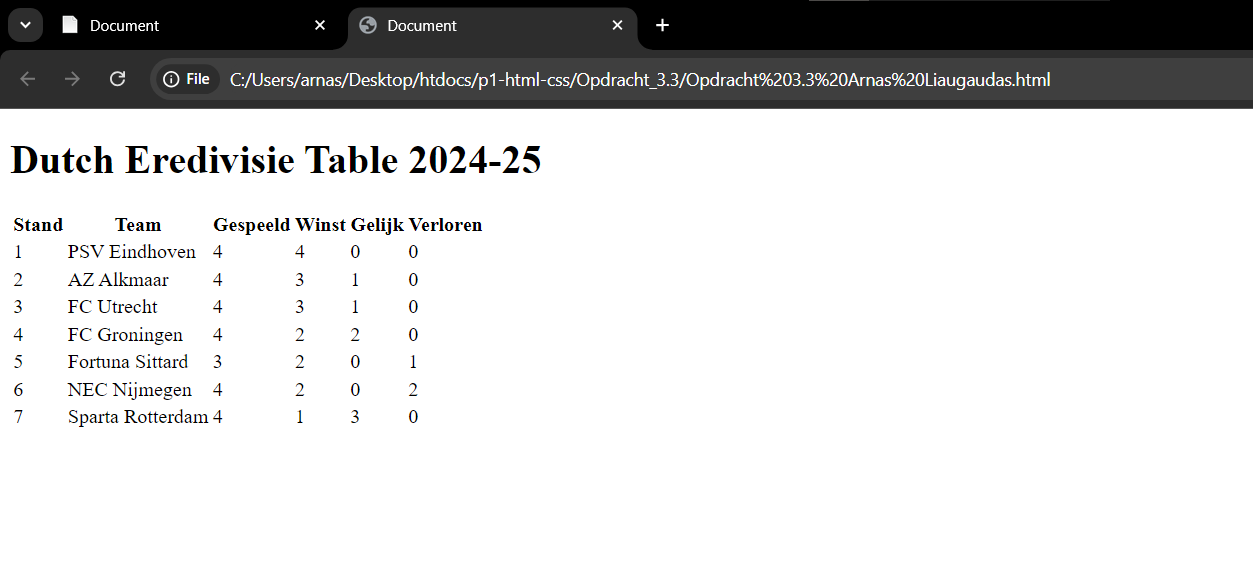 Document Document
File C:/Users/arnas/Desktop/htdocs/p1-html-css/Opdracht_3.3/Opdracht%203.3%20Arnas%20Liaugaudas.html
Dutch Eredivisie Table 2024-25
Stand Team Gespeeld Winst Gelijk Verloren
1 PSV Eindhoven 4 4 0 0
2 AZ Alkmaar 4 3 1 0
3 FC Utrecht 4 3 1 0
4 FC Groningen 4 2 2 0
5 Fortuna Sittard 3 2 0 1
6 NEC Nijmegen 4 2 0 2
7 Sparta Rotterdam 4 1 3 0